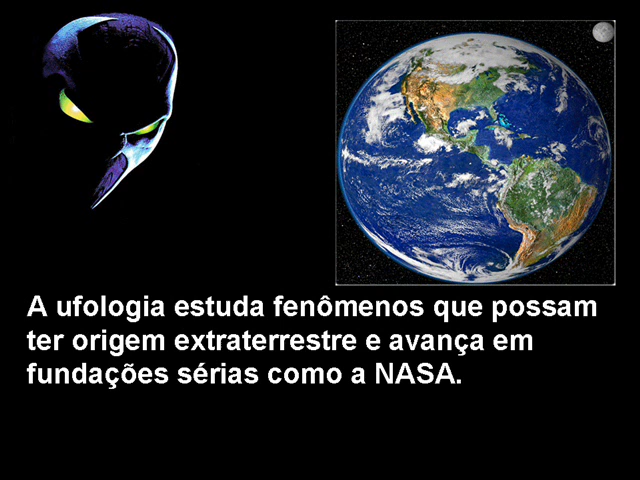 A ufologia estuda fenômenos que possam
ter origem extraterrestre e avança em
fundações sérias como a NASA.